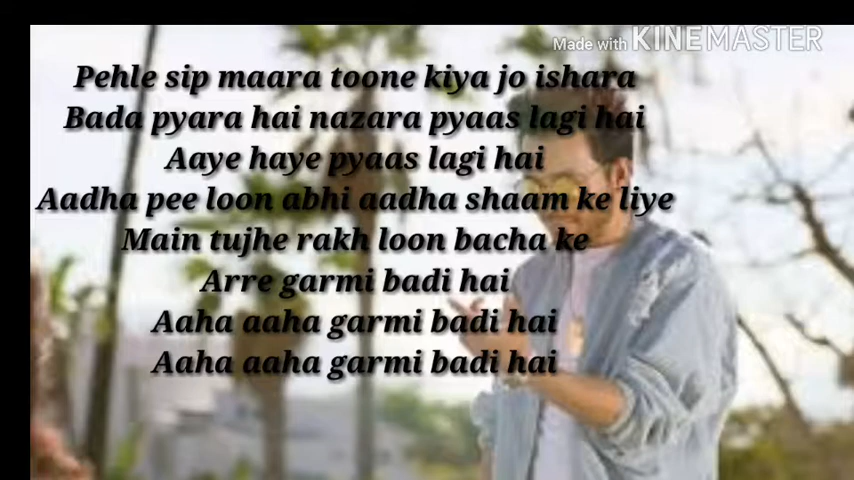 Made with KINEMASTER
Pehle sip maara toone kiya jo ishara
Bada pyara hai nazara pyaas lagi hai
Aaye haye pyaas lagi hai
Aadha pee loon abhi aadha shaam ke liye
Main tujhe rakh loon bacha ke
Arre garmi badi hai
Aaha aaha garmi badi hai
Aaha aaha garmi badi hai